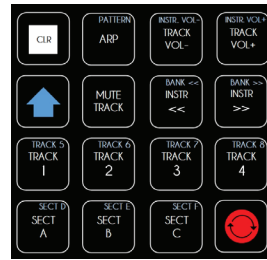 CLR
PATTERN
ARP
INSTR. VOL-
TRACK
VOL-
INSTR. VOL+
TRACK
VOL+
MUTE
TRACK
BANK <<
INSTR
<<
BANK >>
INSTR
>>
TRACK 5
TRACK
1
TRACK 6
TRACK
2
TRACK 7
TRACK
3
TRACK 8
TRACK
4
SECT D
SECT
A
SECT E
SECT
B
SECT F
SECT
C